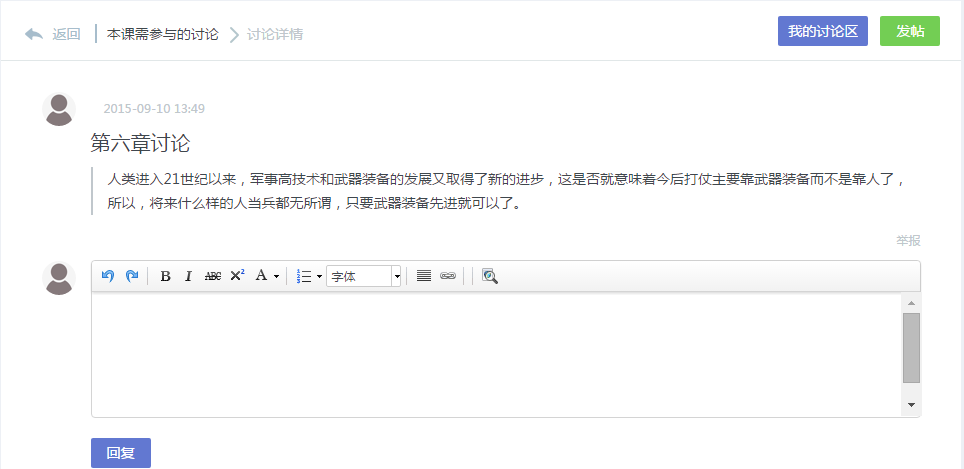 返回 本课需参与的讨论 讨论详情 我的讨论区 发帖
2015-09-10 13:49
第六章讨论
人类进入21世纪以来，军事高技术和武器装备的发展又取得了新的进步，这是否就意味着今后打仗主要靠武器装备而不是靠人了，
所以，将来什么样的人当兵都无所谓，只要武器装备先进就可以了。
举报
B I ABC X² A 字体
回复